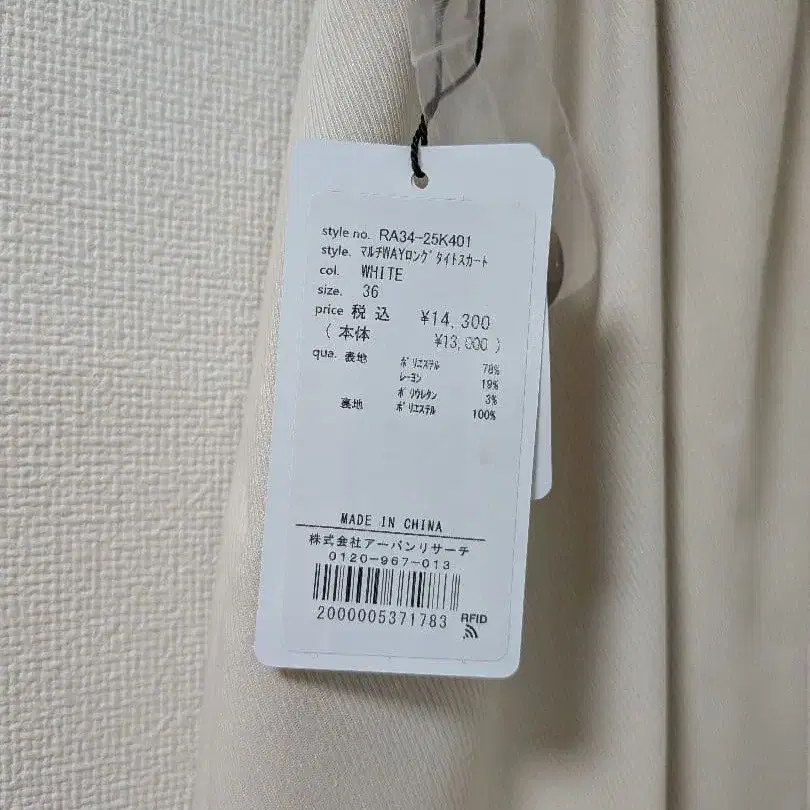 style no. RA34-25K401
style. ﾏﾙﾁWAYﾛﾝｸﾞﾀｲﾄｽｶｰﾄ
col. WHITE
size. 36
price 税込 ¥14,300
(本体 ¥13,000)
qua. 表地 ﾎﾟﾘｴｽﾃﾙ 78%
ﾚｰﾖﾝ 19%
ﾎﾟﾘｳﾚﾀﾝ 3%
裏地 ﾎﾟﾘｴｽﾃﾙ 100%
MADE IN CHINA
株式会社アーバンリサーチ
0120-967-013
2000005371783 RFID